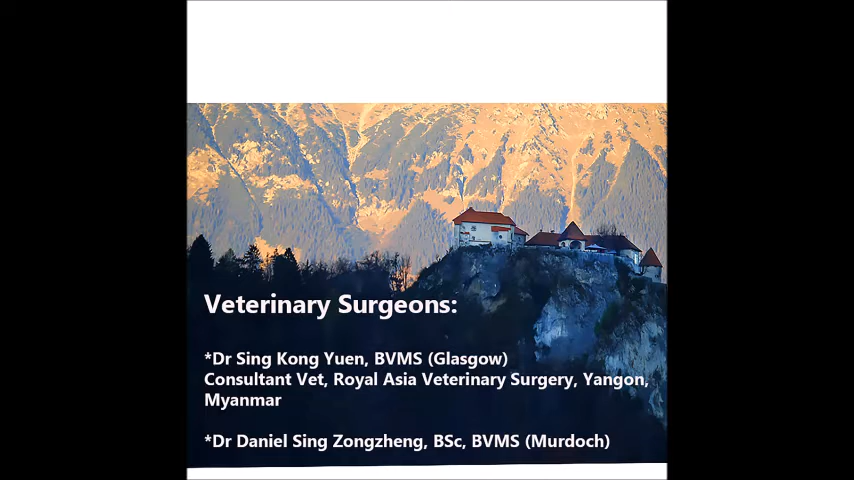 Veterinary Surgeons:
*Dr Sing Kong Yuen, BVMS (Glasgow)
Consultant Vet, Royal Asia Veterinary Surgery, Yangon,
Myanmar
*Dr Daniel Sing Zongzheng, BSc, BVMS (Murdoch)